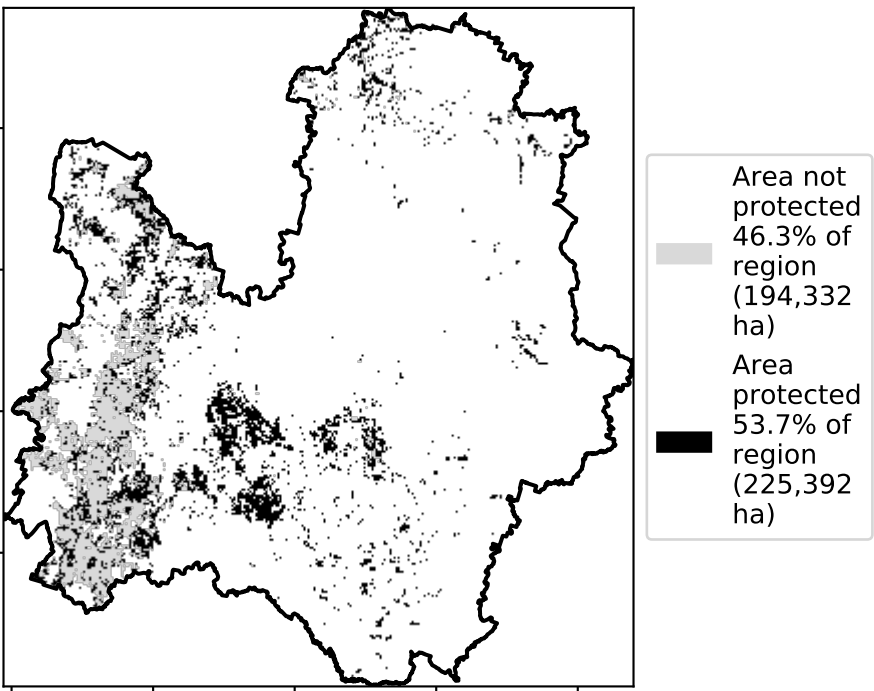 Area not
protected
46.3% of
region
(194,332
ha)
Area
protected
53.7% of
region
(225,392
ha)